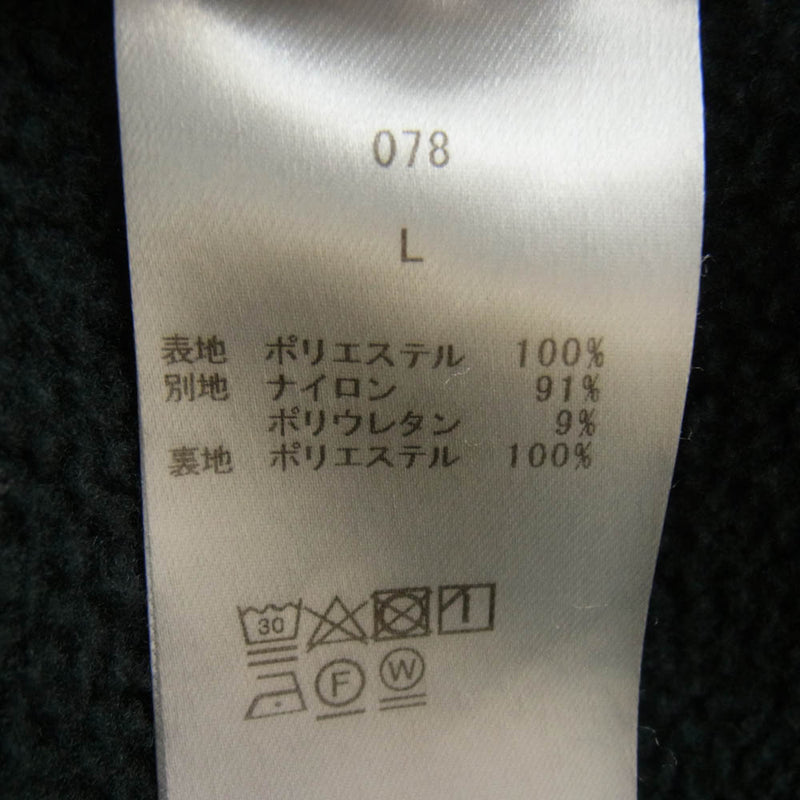 078
L
表地 ポリエステル 100%
別地 ナイロン 91%
ポリウレタン 9%
裏地 ポリエステル 100%
30
F W